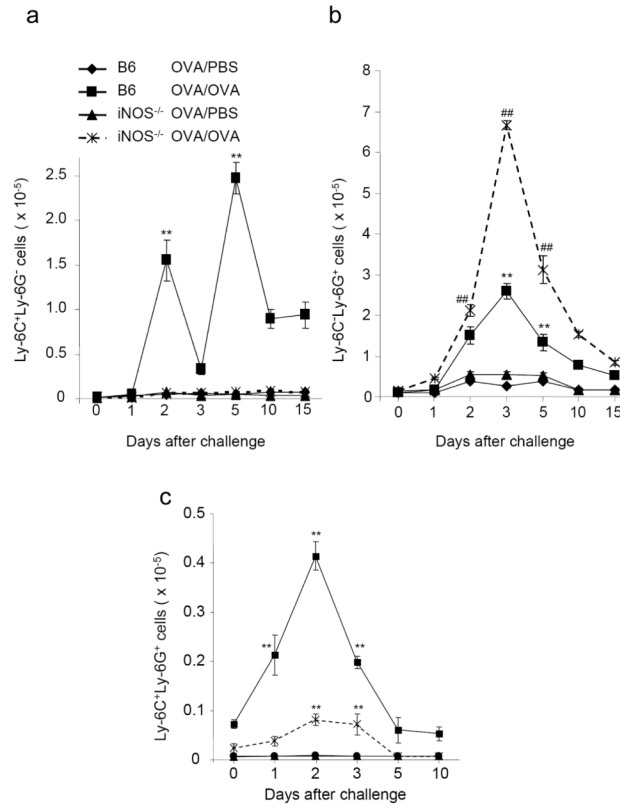 a
B6 OVA/PBS
B6 OVA/OVA
iNOS-/- OVA/PBS
iNOS-/- OVA/OVA
Ly-6C+Ly-6G- cells ( x 10-5)
2.5
2.0
1.5
1.0
0.5
0
** **
0 1 2 3 5 10 15
Days after challenge
b
Ly-6C-Ly-6G+ cells ( x 10-5)
8
7
6
5
4
3
2
1
0
##
##
##
**
**
0 1 2 3 5 10 15
Days after challenge
c
Ly-6C+Ly-6G+ cells ( x 10-5)
0.5
0.4
0.3
0.2
0.1
0
**
** **
** **
0 1 2 3 5 10
Days after challenge